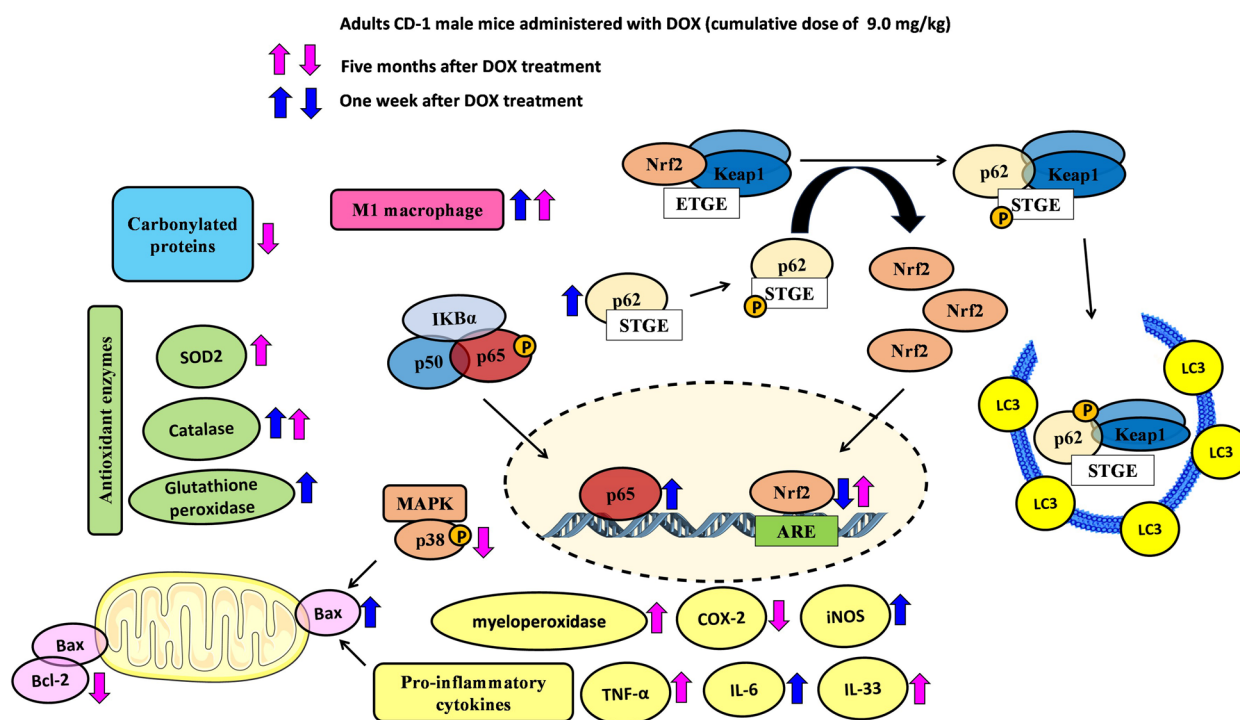 Adults CD-1 male mice administered with DOX (cumulative dose of 9.0 mg/kg)
Five months after DOX treatment
One week after DOX treatment
Nrf2
Keap1
ETGE
p62
Keap1
STGE
P
Carbonylated
proteins
M1 macrophage
p62
STGE
P
Nrf2
Nrf2
Nrf2
p62
STGE
IKBα
p50
p65
P
Antioxidant enzymes
SOD2
Catalase
Glutathione
peroxidase
LC3
LC3
LC3
LC3
LC3
P
p62
Keap1
STGE
MAPK
p38
P
p65
Nrf2
ARE
Bax
Bax
Bcl-2
myeloperoxidase
COX-2
iNOS
Pro-inflammatory
cytokines
TNF-α
IL-6
IL-33